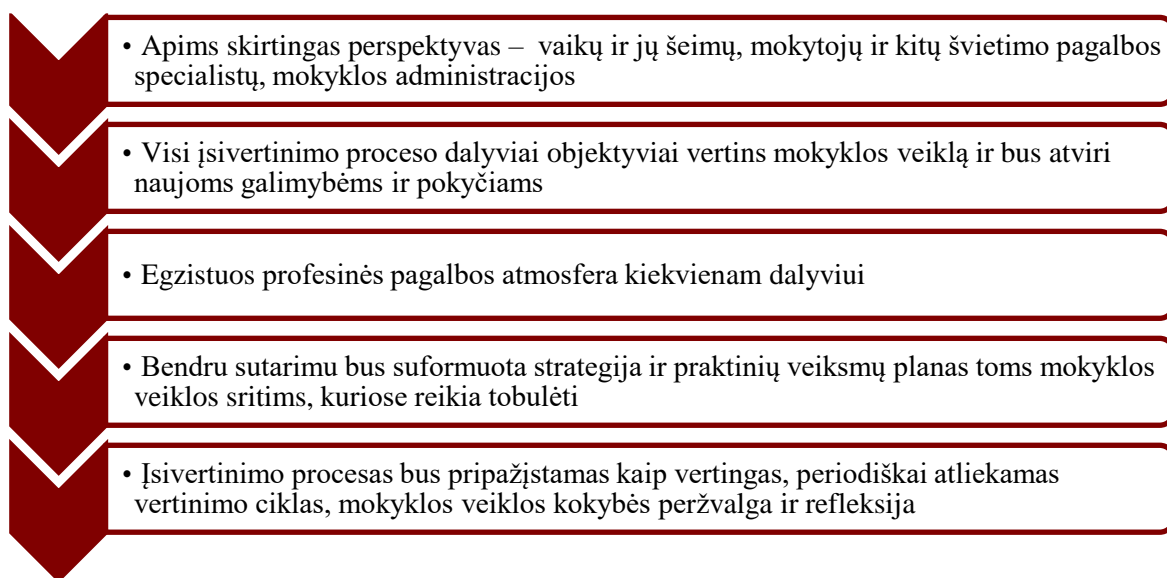 • Apims skirtingas perspektyvas – vaikų ir jų šeimų, mokytojų ir kitų švietimo pagalbos
specialistų, mokyklos administracijos
• Visi įsivertinimo proceso dalyviai objektyviai vertins mokyklos veiklą ir bus atviri
naujoms galimybėms ir pokyčiams
• Egzistuos profesinės pagalbos atmosfera kiekvienam dalyviui
• Bendru sutarimu bus suformuota strategija ir praktinių veiksmų planas toms mokyklos
veiklos sritims, kuriose reikia tobulėti
• Įsivertinimo procesas bus pripažįstamas kaip vertingas, periodiškai atliekamas
vertinimo ciklas, mokyklos veiklos kokybės peržvalga ir refleksija